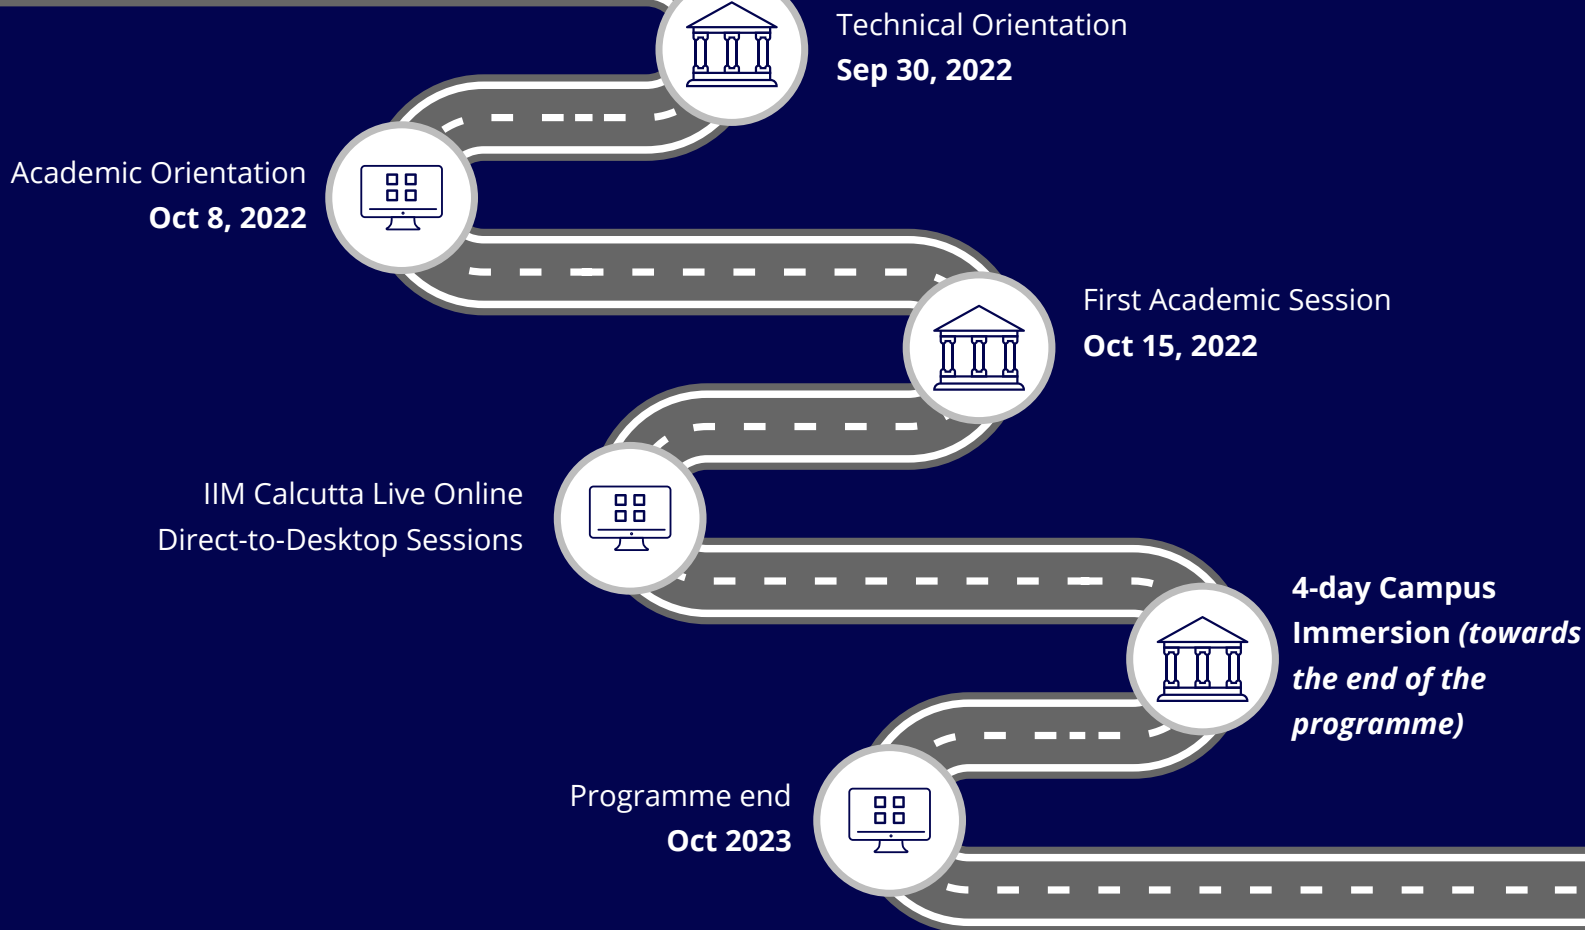 Technical Orientation
Sep 30, 2022
Academic Orientation
Oct 8, 2022
First Academic Session
Oct 15, 2022
IIM Calcutta Live Online
Direct-to-Desktop Sessions
4-day Campus
Immersion (towards
the end of the
programme)
Programme end
Oct 2023